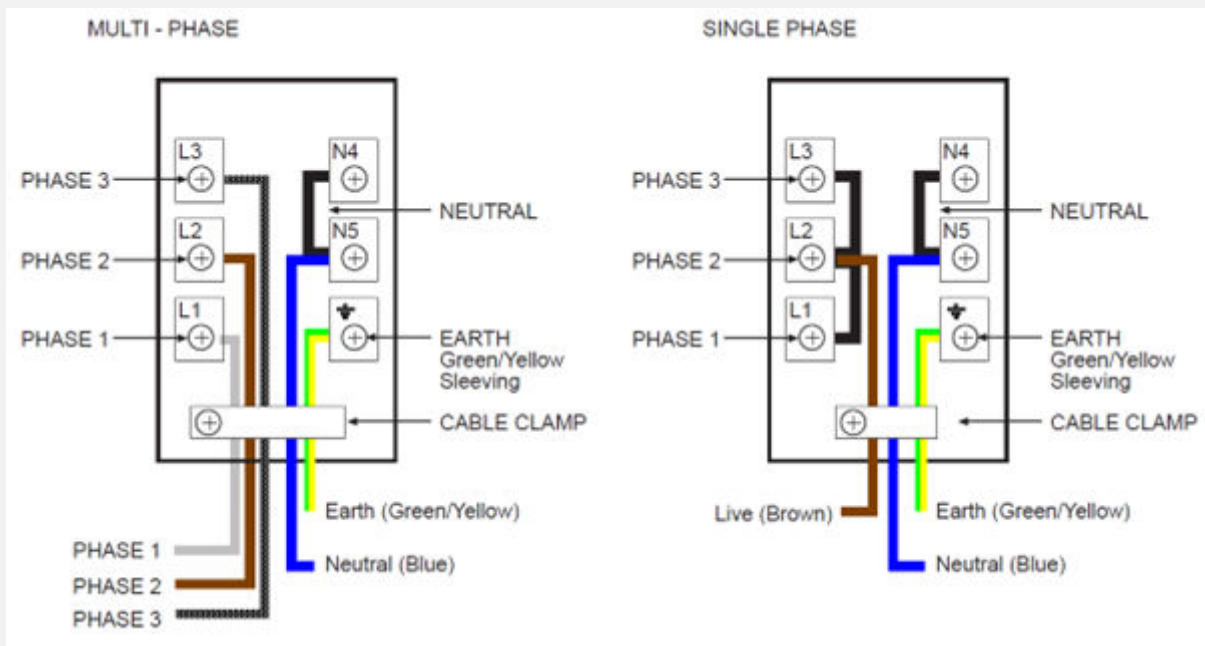 MULTI - PHASE
L3
N4
PHASE 3
NEUTRAL
L2
N5
PHASE 2
L1
PHASE 1
EARTH
Green/Yellow
Sleeving
CABLE CLAMP
Earth (Green/Yellow)
PHASE 1
Neutral (Blue)
PHASE 2
PHASE 3
SINGLE PHASE
L3
N4
PHASE 3
NEUTRAL
L2
N5
PHASE 2
L1
PHASE 1
EARTH
Green/Yellow
Sleeving
CABLE CLAMP
Live (Brown)
Earth (Green/Yellow)
Neutral (Blue)